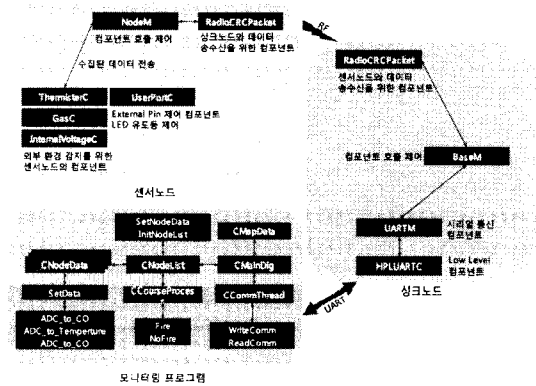 NodeM
RadioCRCPacket
컴포넌트 호출 제어
싱크노드와 데이터
송수신을 위한 컴포넌트
RF
수집된 데이터 전송
ThermisterC
UserPortC
GasC
External Pin 제어 컴포넌트
LED 유도등 제어
InternalVoltageC
외부 환경 감지를 위한
센서노드의 컴포넌트
센서노드
RadioCRCPacket
센서노드와 데이터
송수신을 위한 컴포넌트
컴포넌트 호출 제어
BaseM
UARTM
시리얼 통신
컴포넌트
HPLUARTC
Low Level
컴포넌트
싱크노드
UART
SetNodeData
InitNodeList
CMapData
CNodeData
CNodeList
CMainDlg
SetData
CCourseProces
CCommThread
ADC_to_CO
ADC_to_Temperture
ADC_to_CO
Fire
NoFire
WriteComm
ReadComm
모니터링 프로그램